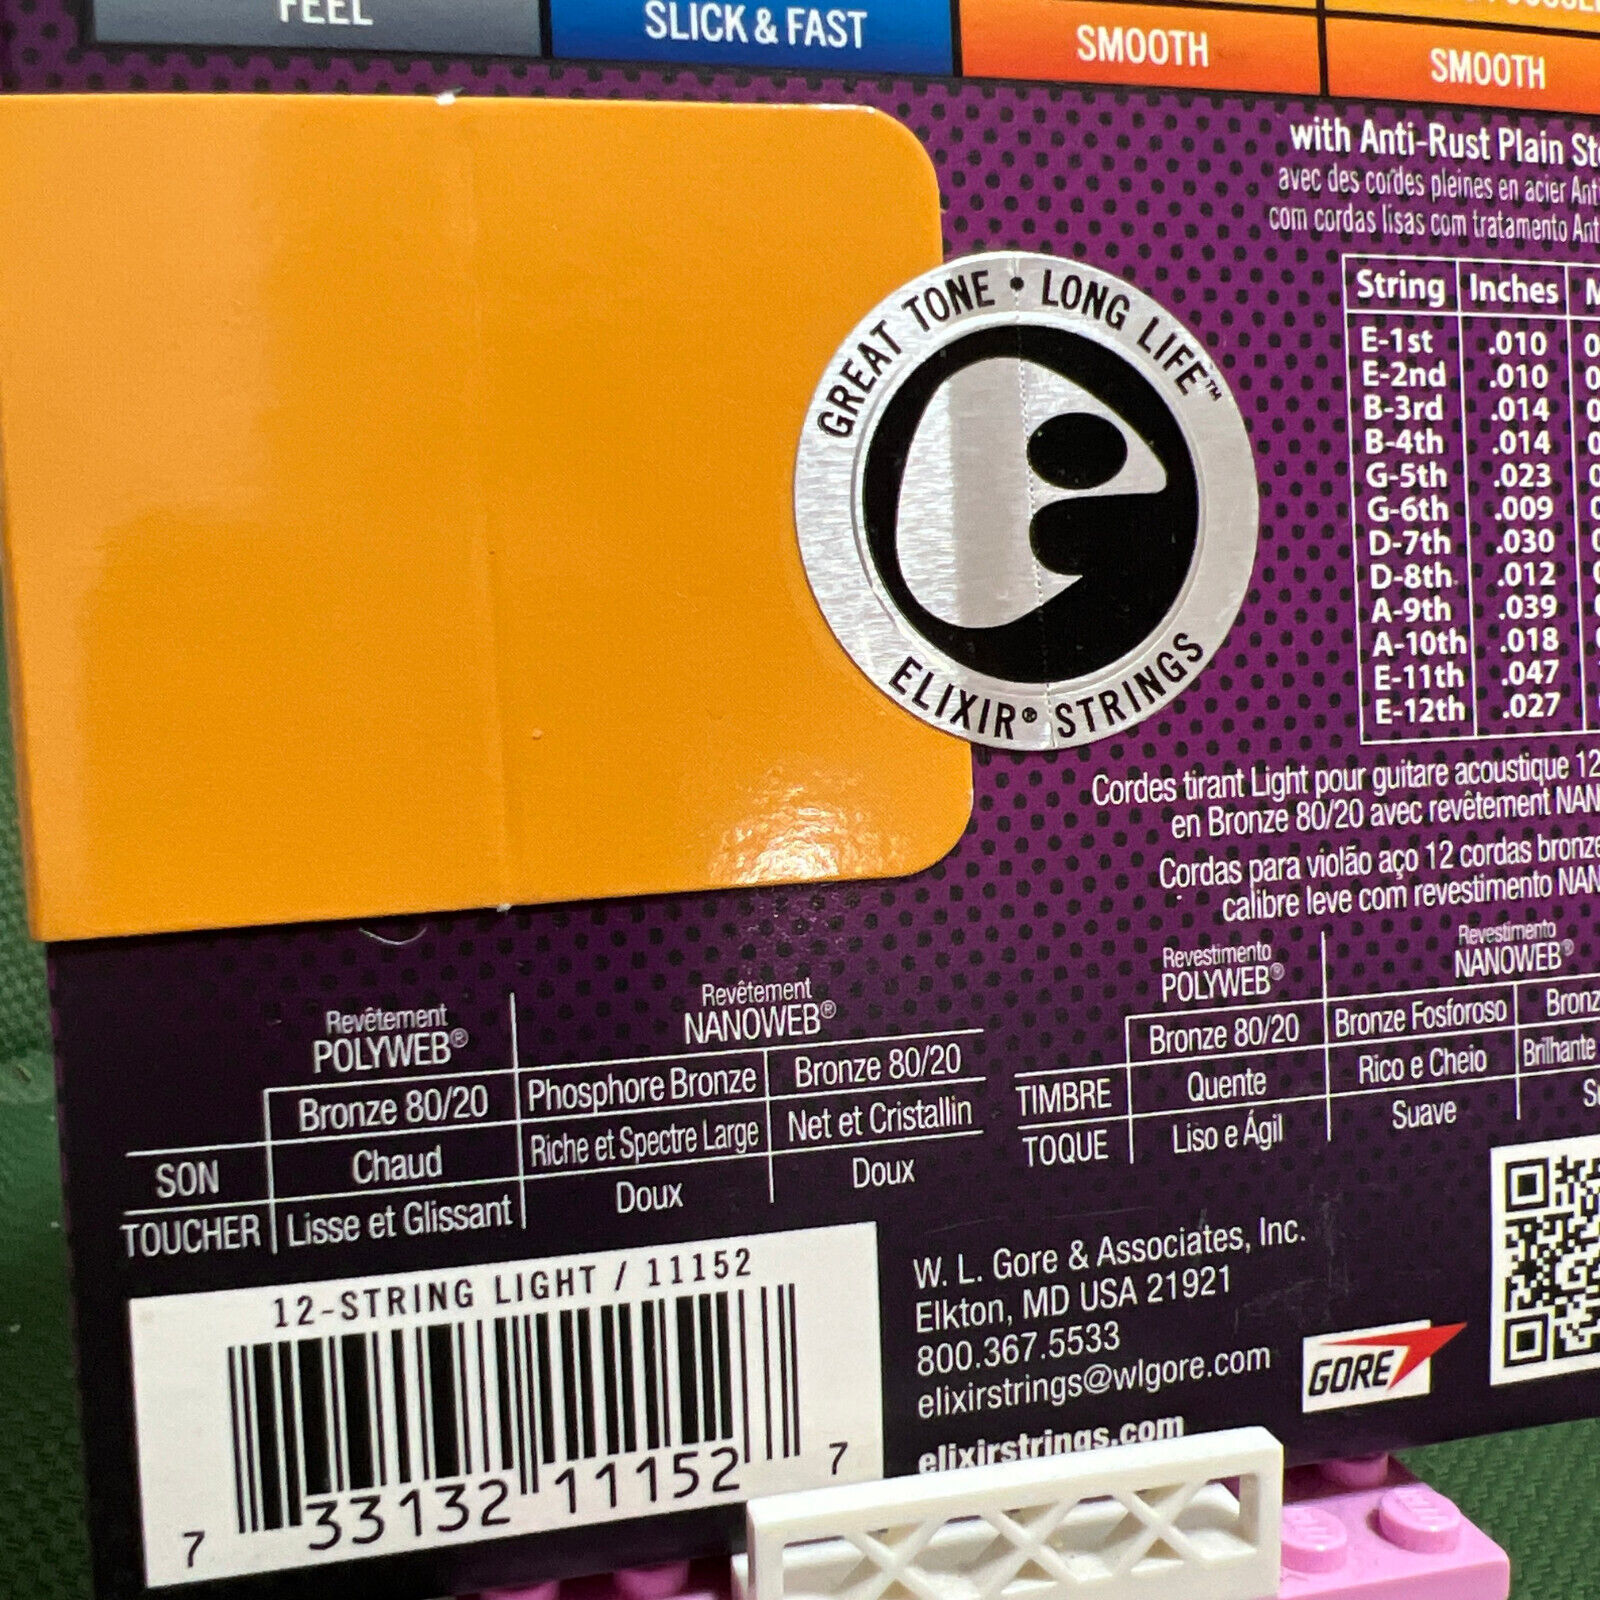 FEEL
SLICK & FAST
SMOOTH
SMOOTH
with Anti-Rust Plain
avec des cordes pleines en acier
com cordas lisas com tratamento
GREAT TONE • LONG LIFE™
ELIXIR® STRINGS
String Inches
E-1st .010
E-2nd .010
B-3rd .014
B-4th .014
G-5th .023
G-6th .009
D-7th .030
D-8th .012
A-9th .039
A-10th .018
E-11th .047
E-12th .027
Cordes tirant Light pour guitare acoustique 12
en Bronze 80/20 avec revêtement
Cordas para violão aço 12 cordas bronze
calibre leve com revestimento
Revêtement
POLYWEB®
Revêtement
NANOWEB®
Bronze 80/20 Phosphore Bronze Bronze 80/20
SON Chaud Riche et Spectre Large Net et Cristallin
TOUCHER Lisse et Glissant Doux Doux
Revestimento
POLYWEB®
Revestimento
NANOWEB®
Bronze 80/20 Bronze Fosforoso
TIMBRE Quente Rico e Cheio Brilhante
TOQUE Liso e Ágil Suave
12-STRING LIGHT / 11152
7 33132 11152 7
W. L. Gore & Associates, Inc.
Elkton, MD USA 21921
800.367.5533
elixirstrings@wlgore.com
elixirstrings.com
GORE